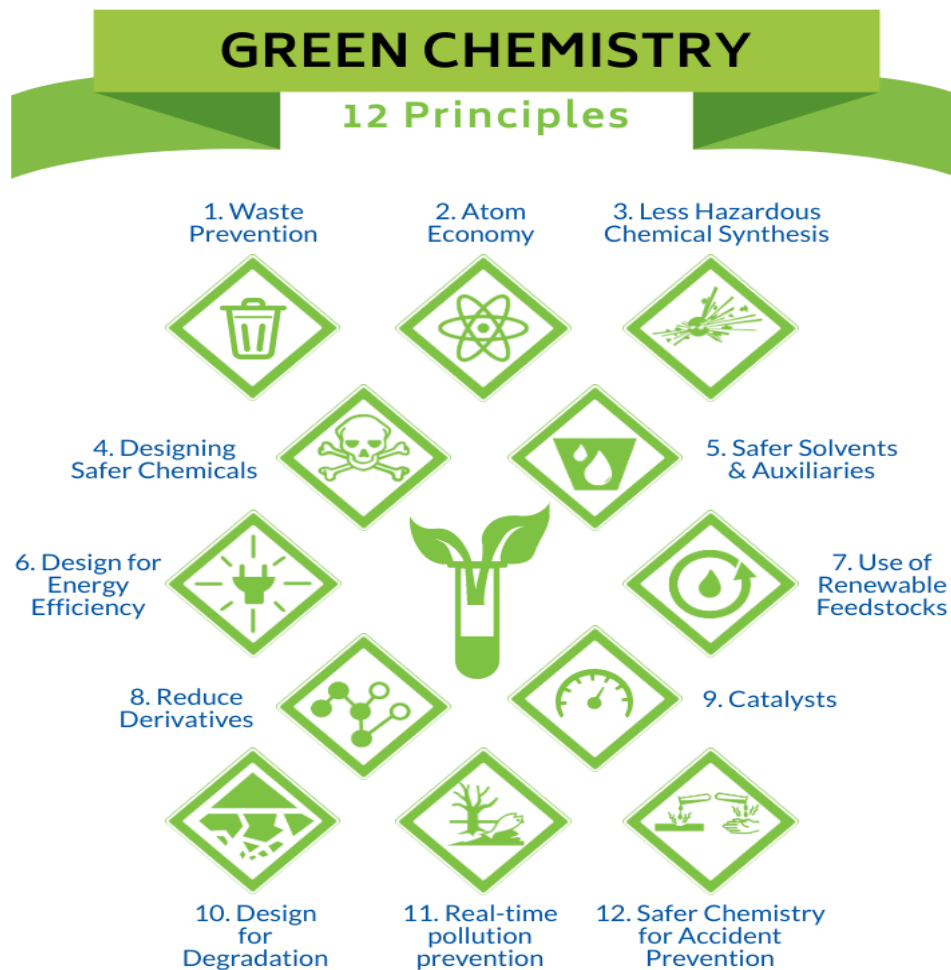 GREEN CHEMISTRY
12 Principles
1. Waste
Prevention
2. Atom
Economy
3. Less Hazardous
Chemical Synthesis
4. Designing
Safer Chemicals
5. Safer Solvents
& Auxiliaries
6. Design for
Energy
Efficiency
7. Use of
Renewable
Feedstocks
8. Reduce
Derivatives
9. Catalysts
10. Design
for
Degradation
11. Real-time
pollution
prevention
12. Safer Chemistry
for Accident
Prevention